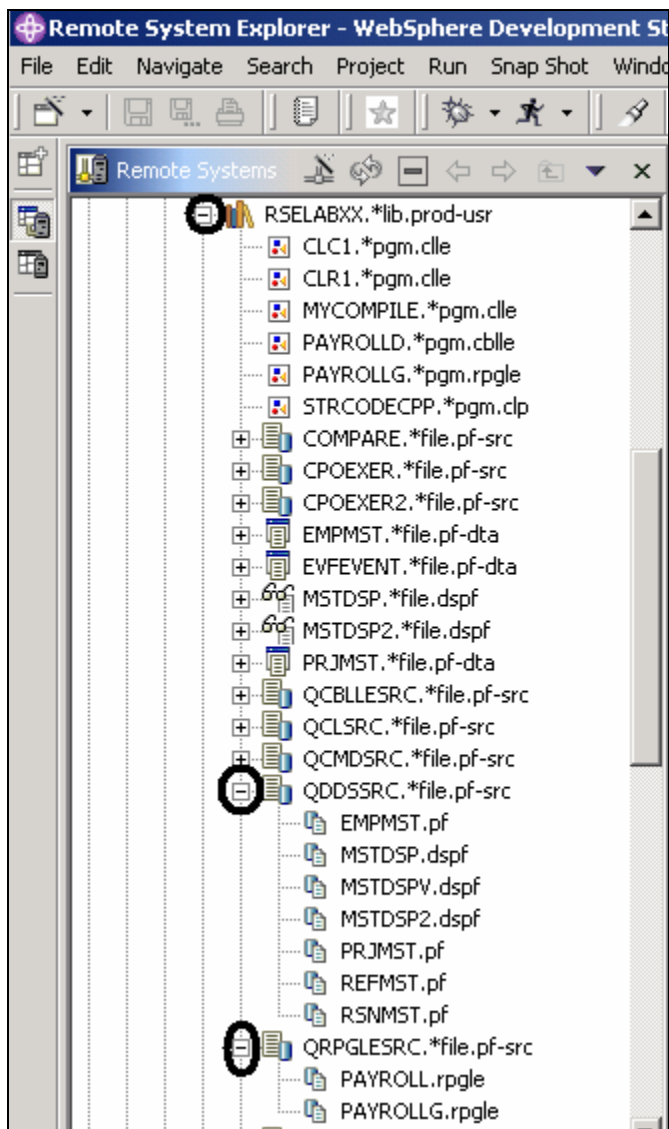 Remote System Explorer - WebSphere Development St
File Edit Navigate Search Project Run Snap Shot Windo
Remote Systems
RSELABXX.*lib.prod-usr
CLC1.*pgm.clle
CLR1.*pgm.clle
MYCOMPILE.*pgm.clle
PAYROLLD.*pgm.cblle
PAYROLLG.*pgm.rpgle
STRCODECPP.*pgm.clp
COMPARE.*file.pf-src
CPOEXER.*file.pf-src
CPOEXER2.*file.pf-src
EMPMST.*file.pf-dta
EVFEVENT.*file.pf-dta
MSTDSP.*file.dspf
MSTDSP2.*file.dspf
PRJMST.*file.pf-dta
QCBLLESRC.*file.pf-src
QCLSRC.*file.pf-src
QCMDSRC.*file.pf-src
QDDSSRC.*file.pf-src
EMPMST.pf
MSTDSP.dspf
MSTDSPV.dspf
MSTDSP2.dspf
PRJMST.pf
REFMST.pf
RSNMST.pf
QRPGLESRC.*file.pf-src
PAYROLL.rpgle
PAYROLLG.rpgle